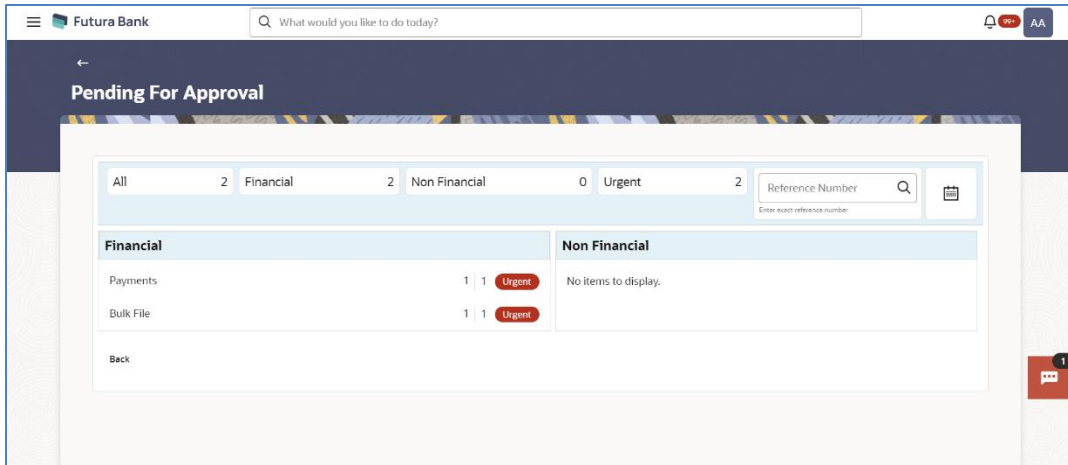 Futura Bank
What would you like to do today?
99+
AA
Pending For Approval
All 2
Financial 2
Non Financial 0
Urgent 2
Reference Number
Enter exact reference number
Financial
Payments 1 1 Urgent
Bulk File 1 1 Urgent
Non Financial
No items to display.
Back
1